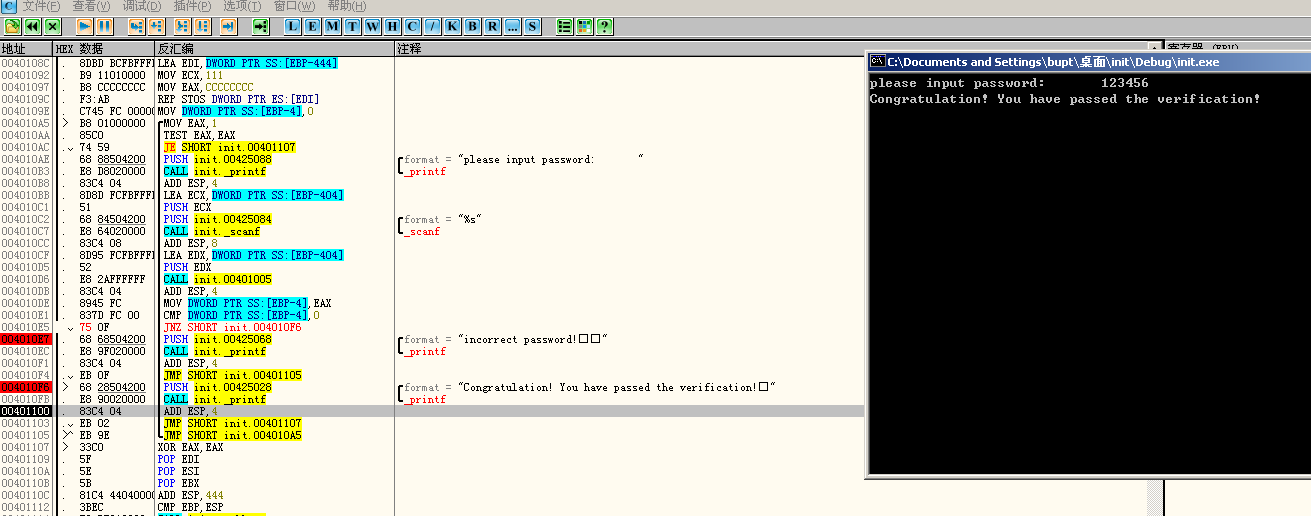 C 文件(F) 查看(V) 调试(D) 插件(P) 选项(T) 窗口(W) 帮助(H)
L E M T W H C / K B R ... S ?
地址 HEX 数据 反汇编 注释
0040108C . 8DBD BCFBFFFI LEA EDI,DWORD PTR SS:[EBP-444]
00401092 . B9 11010000 MOV ECX,111
00401097 . B8 CCCCCCCC MOV EAX,CCCCCCCC
0040109C . F3:AB REP STOS DWORD PTR ES:[EDI]
0040109E . C745 FC 00000 MOV DWORD PTR SS:[EBP-4],0
004010A5 > B8 01000000 MOV EAX,1
004010AA . 85C0 TEST EAX,EAX
004010AC . 74 59 JE SHORT init.00401107
004010AE . 68 88504200 PUSH init.00425088 format = "please input password: "
004010B3 . E8 D8020000 CALL init._printf _printf
004010B8 . 83C4 04 ADD ESP,4
004010BB . 8D8D FCFBFFFI LEA ECX,DWORD PTR SS:[EBP-404]
004010C1 . 51 PUSH ECX
004010C2 . 68 84504200 PUSH init.00425084 format = "%s"
004010C7 . E8 64020000 CALL init._scanf _scanf
004010CC . 83C4 08 ADD ESP,8
004010CF . 8D95 FCFBFFFI LEA EDX,DWORD PTR SS:[EBP-404]
004010D5 . 52 PUSH EDX
004010D6 . E8 2AFFFFFF CALL init.00401005
004010DB . 83C4 04 ADD ESP,4
004010DE . 8945 FC MOV DWORD PTR SS:[EBP-4],EAX
004010E1 . 837D FC 00 CMP DWORD PTR SS:[EBP-4],0
004010E5 . 75 0F JNZ SHORT init.004010F6
004010E7 . 68 68504200 PUSH init.00425068 format = "incorrect password!□□"
004010EC . E8 9F020000 CALL init._printf _printf
004010F1 . 83C4 04 ADD ESP,4
004010F4 . EB 0F JMP SHORT init.00401105
004010F6 > 68 28504200 PUSH init.00425028 format = "Congratulation! You have passed the verification!□"
004010FB . E8 90020000 CALL init._printf _printf
00401100 . 83C4 04 ADD ESP,4
00401103 . EB 02 JMP SHORT init.00401107
00401105 > EB 9E JMP SHORT init.004010A5
00401107 > 33C0 XOR EAX,EAX
00401109 . 5F POP EDI
0040110A . 5E POP ESI
0040110B . 5B POP EBX
0040110C . 81C4 44040000 ADD ESP,444
00401112 . 3BEC CMP EBP,ESP
C:\Documents and Settings\bupt\桌面\init\Debug\init.exe
please input password: 123456
Congratulation! You have passed the verification!